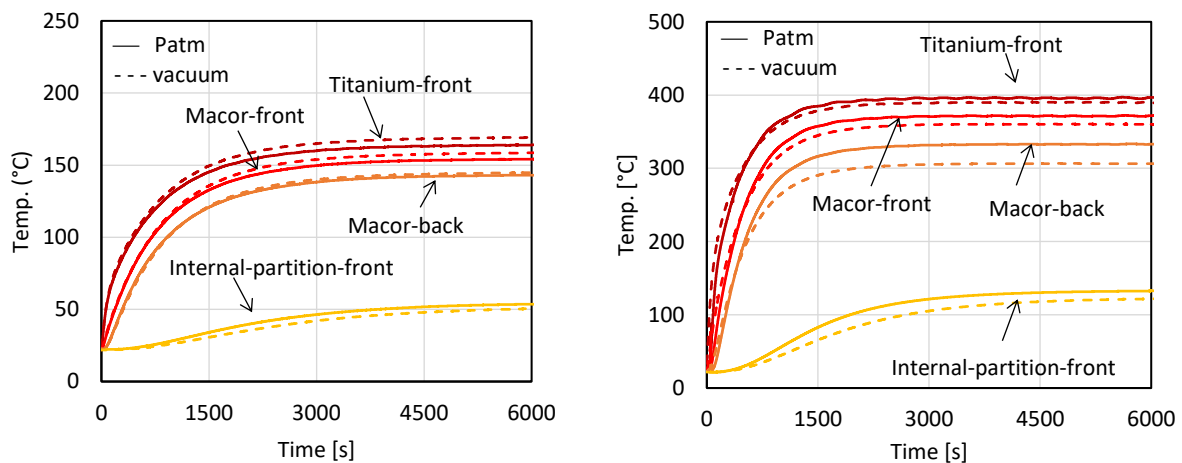 250
200
150
100
50
0
Temp. (°C)
Patm
vacuum
Titanium-front
Macor-front
Macor-back
Internal-partition-front
0 1500 3000 4500 6000
Time [s]
500
400
300
200
100
0
Temp. [°C]
Patm
vacuum
Titanium-front
Macor-front
Macor-back
Internal-partition-front
0 1500 3000 4500 6000
Time [s]